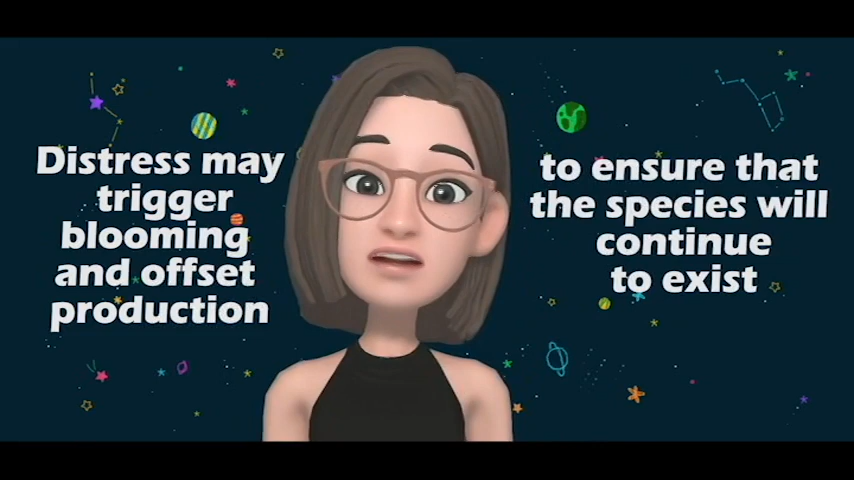 Distress may
trigger
blooming
and offset
production
to ensure that
the species will
continue
to exist